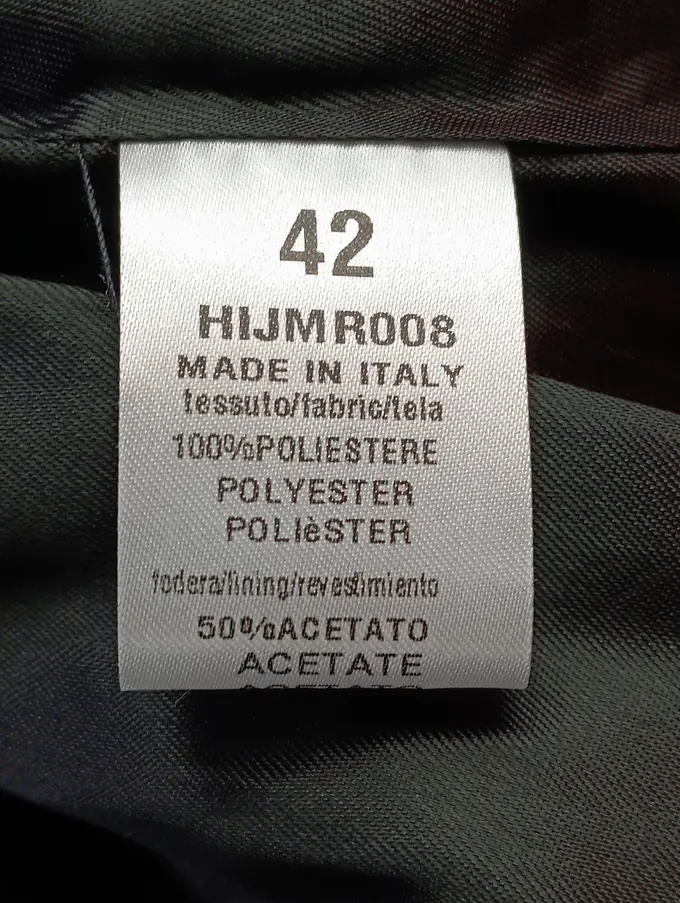 42
HIJMR008
MADE IN ITALY
tessuto/fabric/tela
100%POLIESTERE
POLYESTER
POLIèSTER
fodera/lining/revestimiento
50%ACETATO
ACETATE